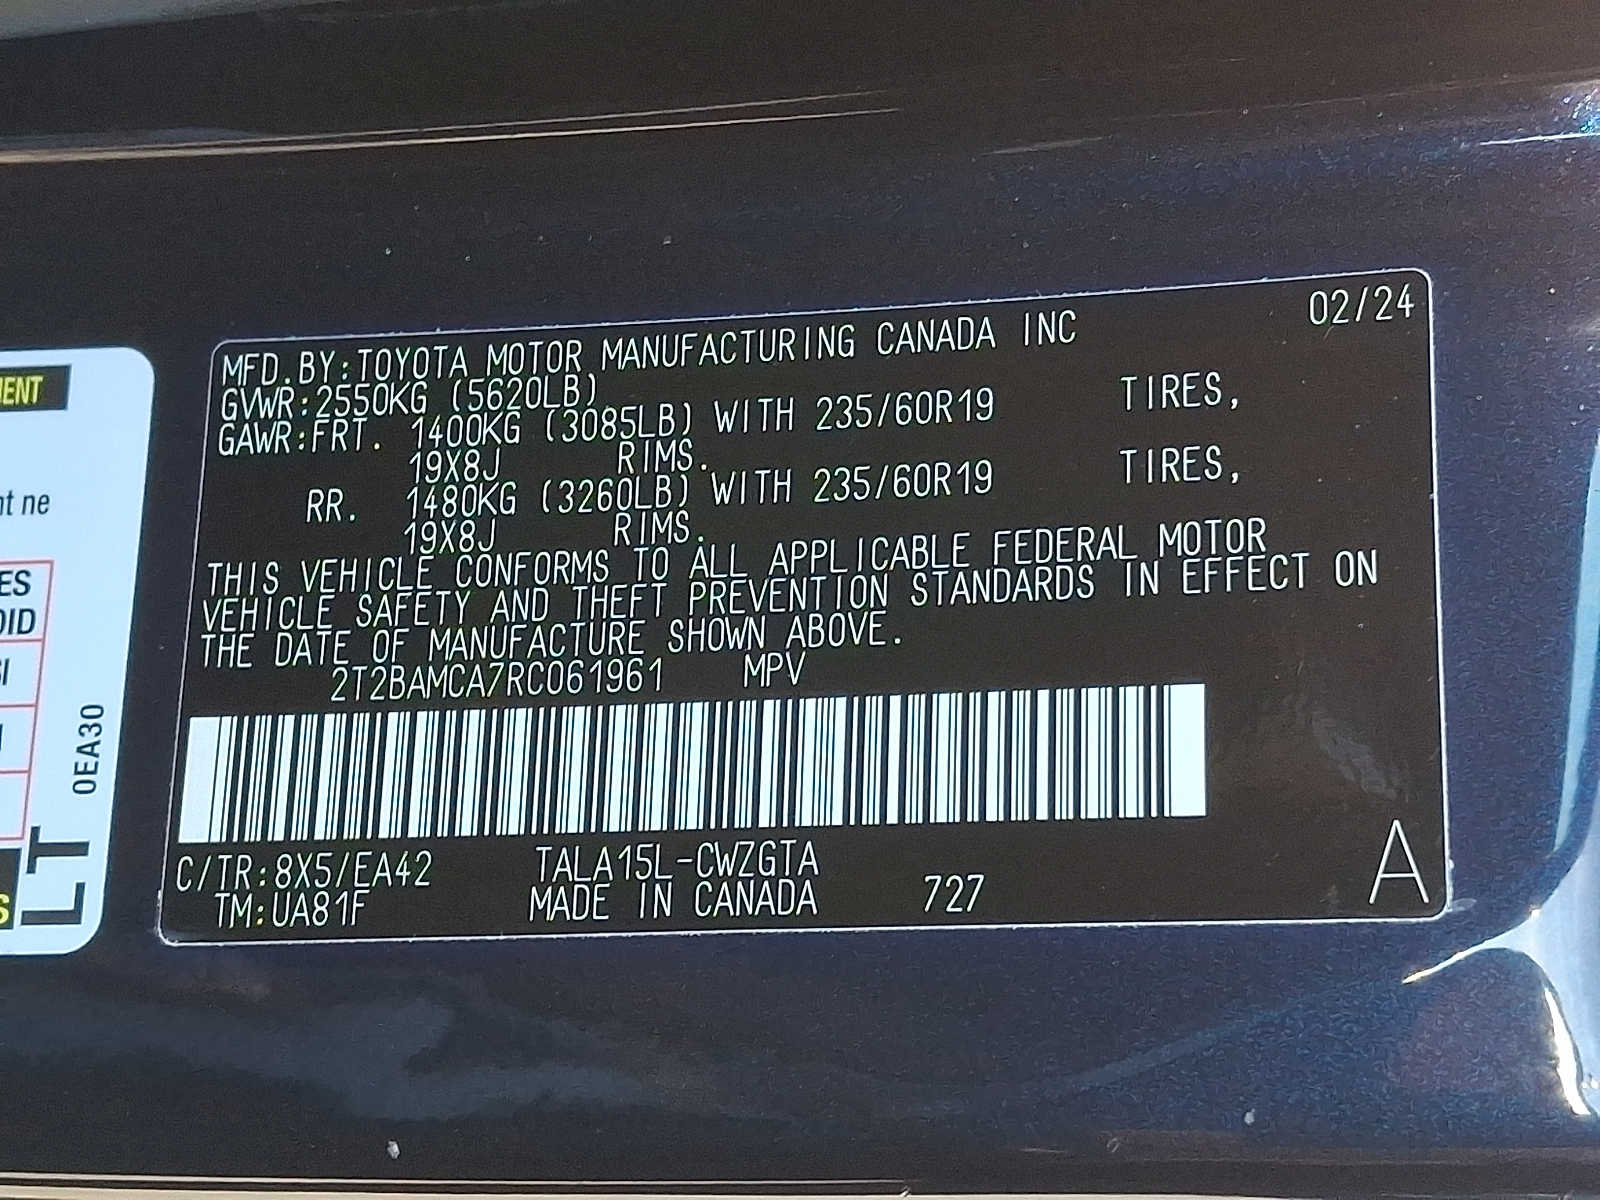 MFD.BY:TOYOTA MOTOR MANUFACTURING CANADA INC 02/24
GVWR:2550KG (5620LB)
GAWR:FRT. 1400KG (3085LB) WITH 235/60R19 TIRES,
19X8J RIMS.
RR. 1480KG (3260LB) WITH 235/60R19 TIRES,
19X8J RIMS.
THIS VEHICLE CONFORMS TO ALL APPLICABLE FEDERAL MOTOR
VEHICLE SAFETY AND THEFT PREVENTION STANDARDS IN EFFECT ON
THE DATE OF MANUFACTURE SHOWN ABOVE.
2T2BAMCA7RC061961 MPV
C/TR:8X5/EA42 TALA15L-CWZGTA
TM:UA81F MADE IN CANADA 727
A
ne
0EA30
LT